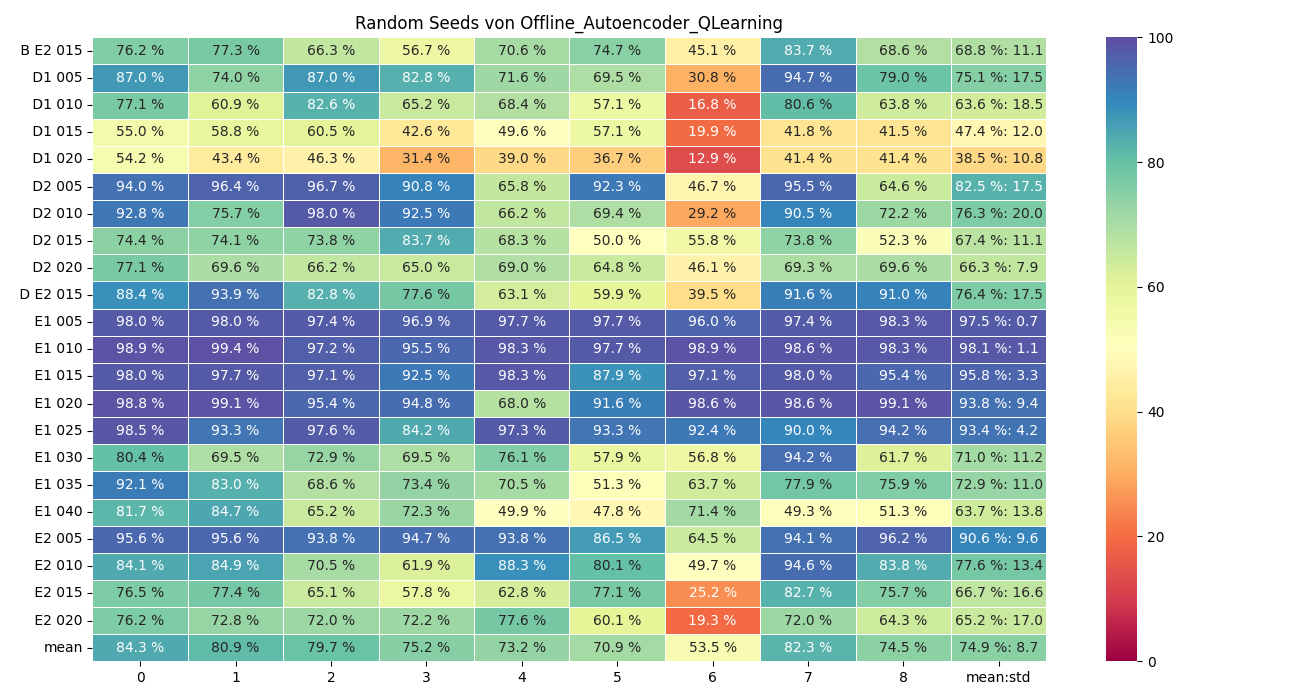 Random Seeds von Offline_Autoencoder_QLearning
B E2 015 76.2 % 77.3 % 66.3 % 56.7 % 70.6 % 74.7 % 45.1 % 83.7 % 68.6 % 68.8 %: 11.1
D1 005 87.0 % 74.0 % 87.0 % 82.8 % 71.6 % 69.5 % 30.8 % 94.7 % 79.0 % 75.1 %: 17.5
D1 010 77.1 % 60.9 % 82.6 % 65.2 % 68.4 % 57.1 % 16.8 % 80.6 % 63.8 % 63.6 %: 18.5
D1 015 55.0 % 58.8 % 60.5 % 42.6 % 49.6 % 57.1 % 19.9 % 41.8 % 41.5 % 47.4 %: 12.0
D1 020 54.2 % 43.4 % 46.3 % 31.4 % 39.0 % 36.7 % 12.9 % 41.4 % 41.4 % 38.5 %: 10.8
D2 005 94.0 % 96.4 % 96.7 % 90.8 % 65.8 % 92.3 % 46.7 % 95.5 % 64.6 % 82.5 %: 17.5
D2 010 92.8 % 75.7 % 98.0 % 92.5 % 66.2 % 69.4 % 29.2 % 90.5 % 72.2 % 76.3 %: 20.0
D2 015 74.4 % 74.1 % 73.8 % 83.7 % 68.3 % 50.0 % 55.8 % 73.8 % 52.3 % 67.4 %: 11.1
D2 020 77.1 % 69.6 % 66.2 % 65.0 % 69.0 % 64.8 % 46.1 % 69.3 % 69.6 % 66.3 %: 7.9
D E2 015 88.4 % 93.9 % 82.8 % 77.6 % 63.1 % 59.9 % 39.5 % 91.6 % 91.0 % 76.4 %: 17.5
E1 005 98.0 % 98.0 % 97.4 % 96.9 % 97.7 % 97.7 % 96.0 % 97.4 % 98.3 % 97.5 %: 0.7
E1 010 98.9 % 99.4 % 97.2 % 95.5 % 98.3 % 97.7 % 98.9 % 98.6 % 98.3 % 98.1 %: 1.1
E1 015 98.0 % 97.7 % 97.1 % 92.5 % 98.3 % 87.9 % 97.1 % 98.0 % 95.4 % 95.8 %: 3.3
E1 020 98.8 % 99.1 % 95.4 % 94.8 % 68.0 % 91.6 % 98.6 % 98.6 % 99.1 % 93.8 %: 9.4
E1 025 98.5 % 93.3 % 97.6 % 84.2 % 97.3 % 93.3 % 92.4 % 90.0 % 94.2 % 93.4 %: 4.2
E1 030 80.4 % 69.5 % 72.9 % 69.5 % 76.1 % 57.9 % 56.8 % 94.2 % 61.7 % 71.0 %: 11.2
E1 035 92.1 % 83.0 % 68.6 % 73.4 % 70.5 % 51.3 % 63.7 % 77.9 % 75.9 % 72.9 %: 11.0
E1 040 81.7 % 84.7 % 65.2 % 72.3 % 49.9 % 47.8 % 71.4 % 49.3 % 51.3 % 63.7 %: 13.8
E2 005 95.6 % 95.6 % 93.8 % 94.7 % 93.8 % 86.5 % 64.5 % 94.1 % 96.2 % 90.6 %: 9.6
E2 010 84.1 % 84.9 % 70.5 % 61.9 % 88.3 % 80.1 % 49.7 % 94.6 % 83.8 % 77.6 %: 13.4
E2 015 76.5 % 77.4 % 65.1 % 57.8 % 62.8 % 77.1 % 25.2 % 82.7 % 75.7 % 66.7 %: 16.6
E2 020 76.2 % 72.8 % 72.0 % 72.2 % 77.6 % 60.1 % 19.3 % 72.0 % 64.3 % 65.2 %: 17.0
mean 84.3 % 80.9 % 79.7 % 75.2 % 73.2 % 70.9 % 53.5 % 82.3 % 74.5 % 74.9 %: 8.7
0 1 2 3 4 5 6 7 8 mean:std
100
80
60
40
20
0